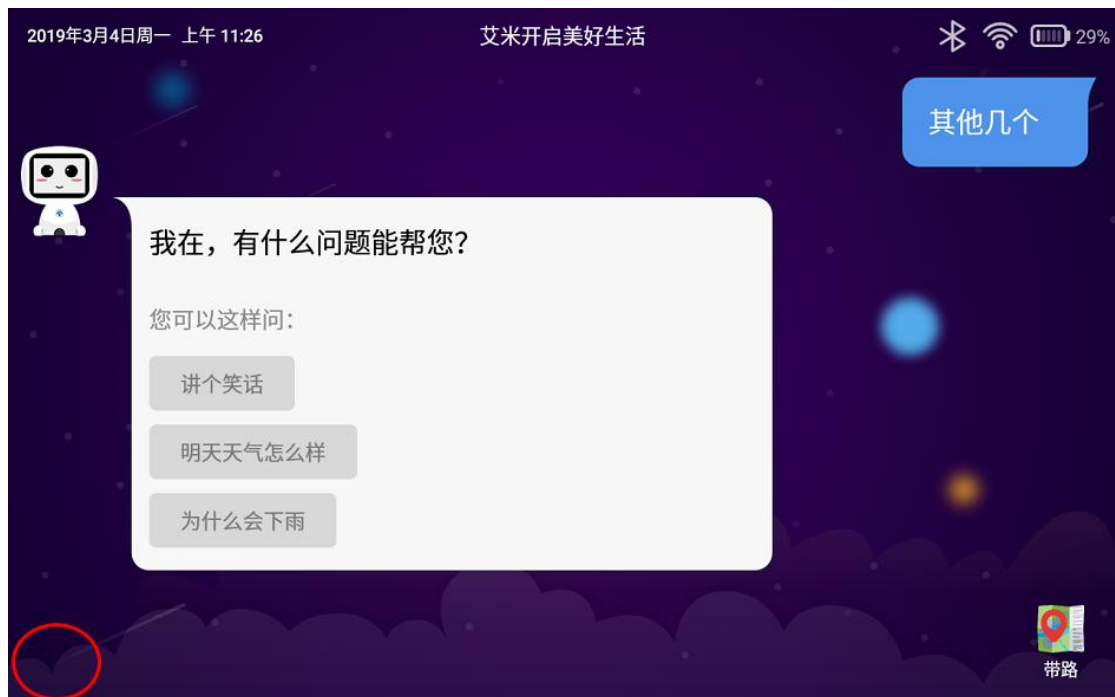 2019年3月4日周一 上午 11:26
艾米开启美好生活
29%
其他几个
我在，有什么问题能帮您？
您可以这样问：
讲个笑话
明天天气怎么样
为什么会下雨
带路